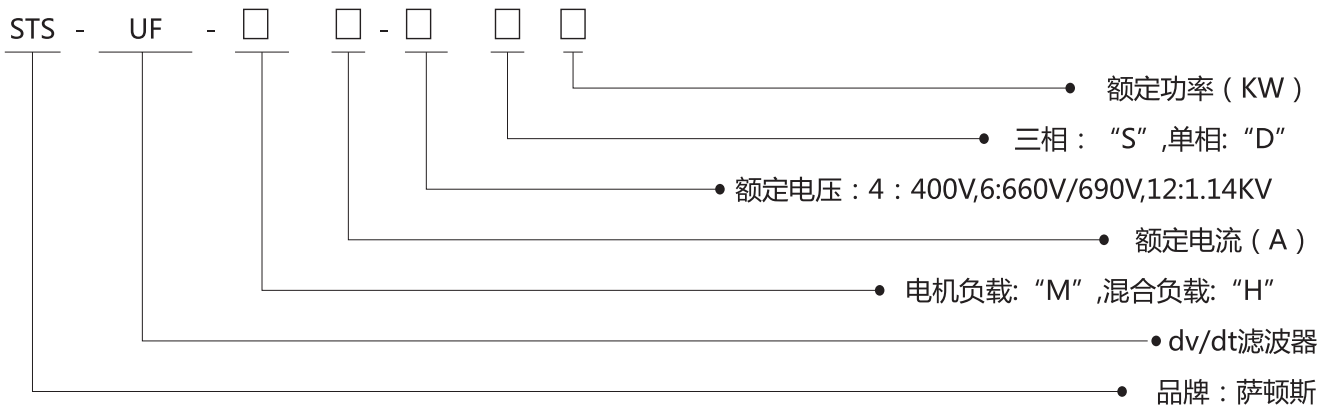 STS - UF - □ □ - □ □ □
额定功率（KW）
三相：“S”,单相:“D”
额定电压：4：400V,6:660V/690V,12:1.14KV
额定电流（A）
电机负载:“M”,混合负载:“H”
dv/dt滤波器
品牌：萨顿斯